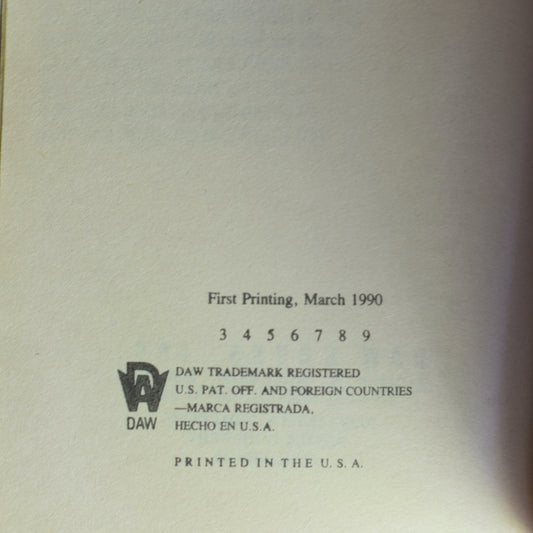 First Printing, March 1990
3 4 5 6 7 8 9
DAW TRADEMARK REGISTERED
U.S. PAT. OFF. AND FOREIGN COUNTRIES
—MARCA REGISTRADA,
HECHO EN U.S.A.
DAW
PRINTED IN THE U. S. A.